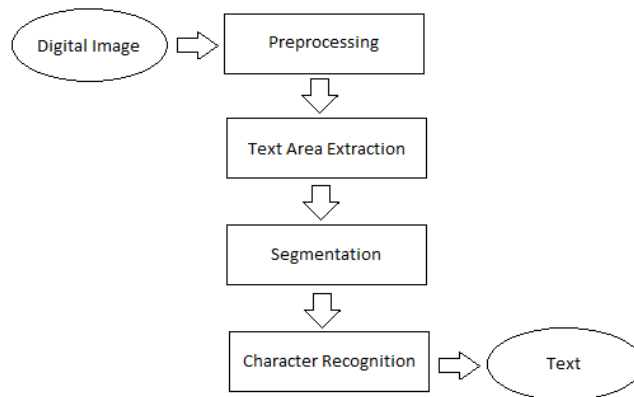 Digital Image
Preprocessing
Text Area Extraction
Segmentation
Character Recognition
Text